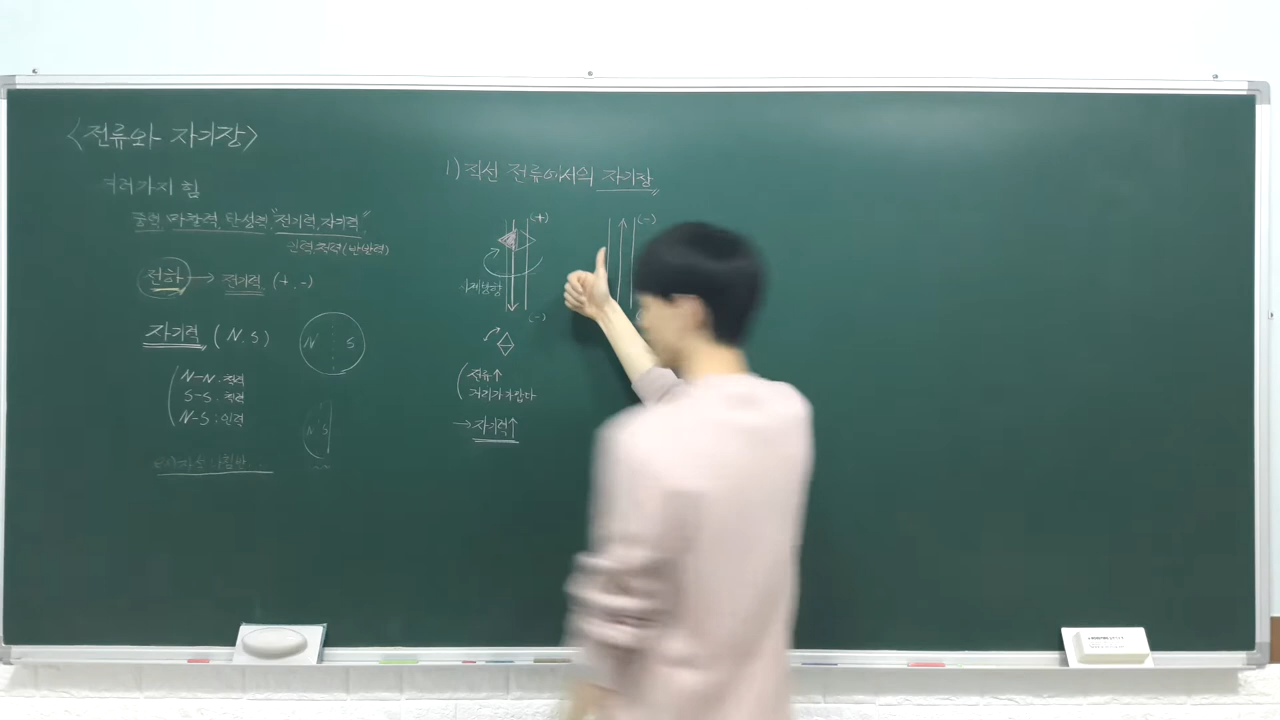 <전류와 자기장>
여러가지 힘
중력, 마찰력, 탄성력, "전기력, 자기력"
인력, 척력(반발력)
전하 → 전기력 (+, -)
자기력 (N, S)
N S
N-N : 척력
S-S : 척력
N-S : 인력
N S
1) 직선 전류에서의 자기장
(+)
(-)
시계방향
(-)
전류↑
거리가 가깝다
→ 자기력↑